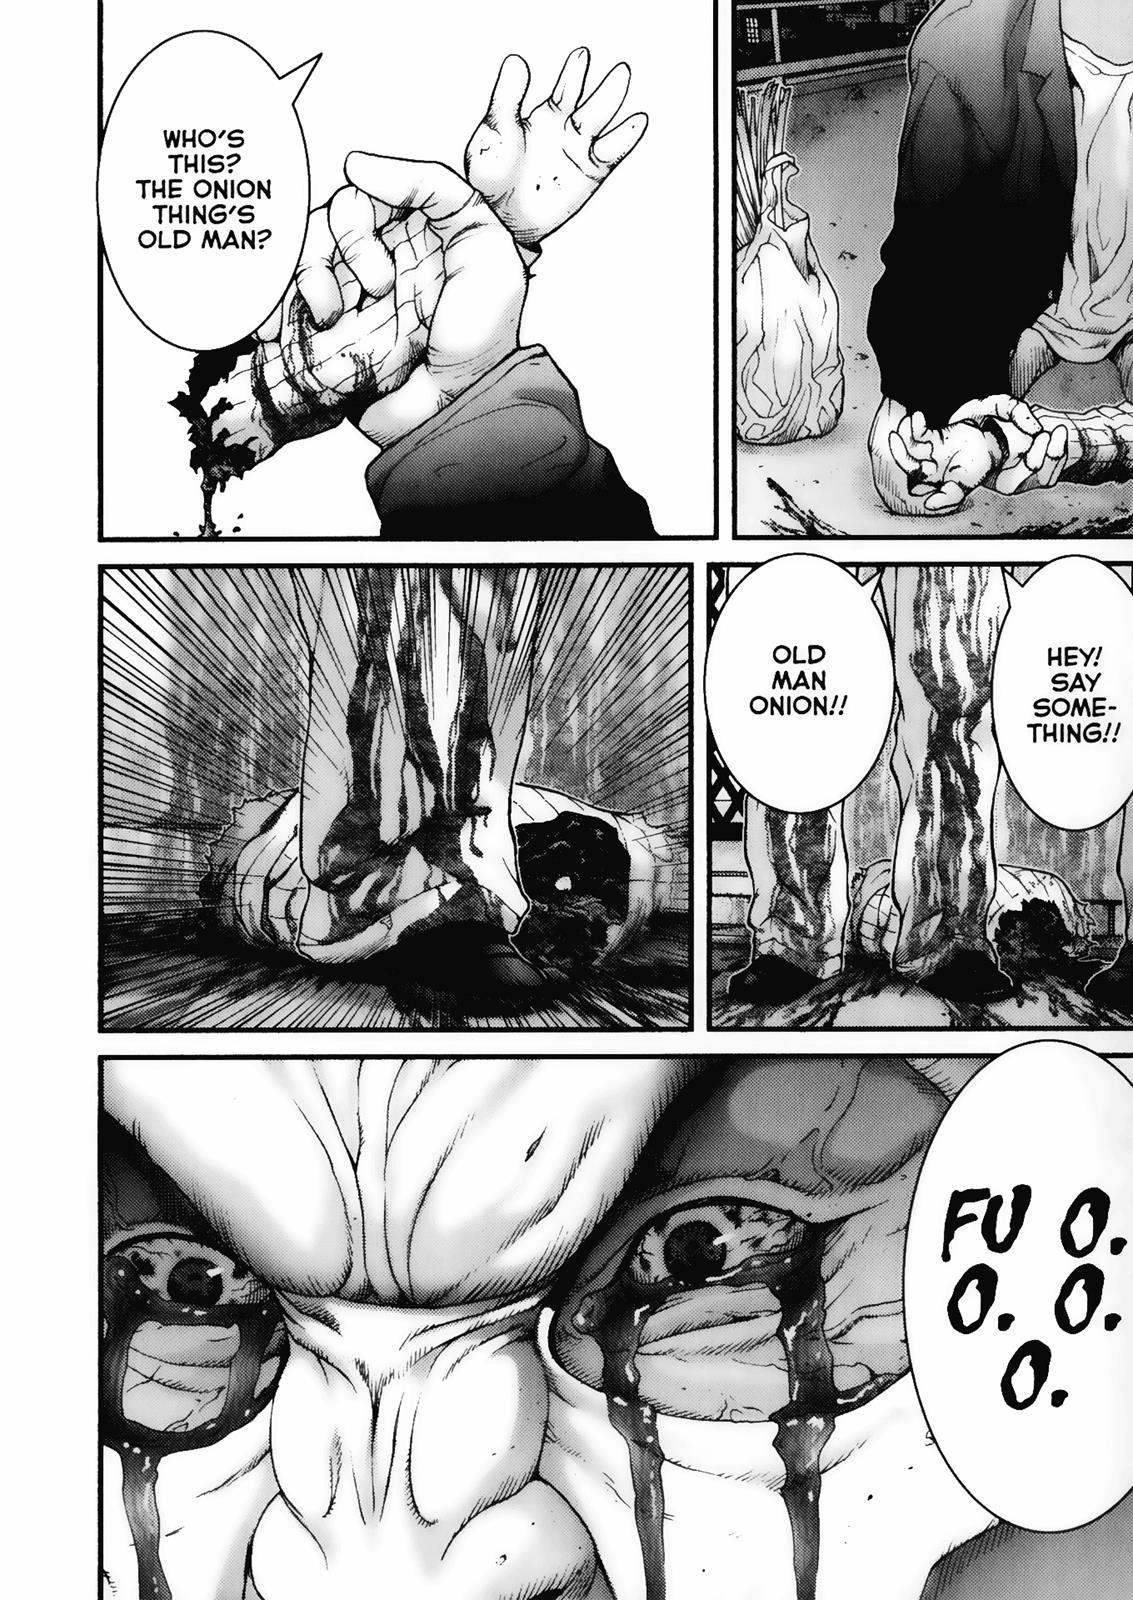 WHO'S
THIS?
THE ONION
THING'S
OLD MAN?
HEY!
SAY
SOME-
THING!!
OLD
MAN
ONION!!
FU O.
O. O.
O.